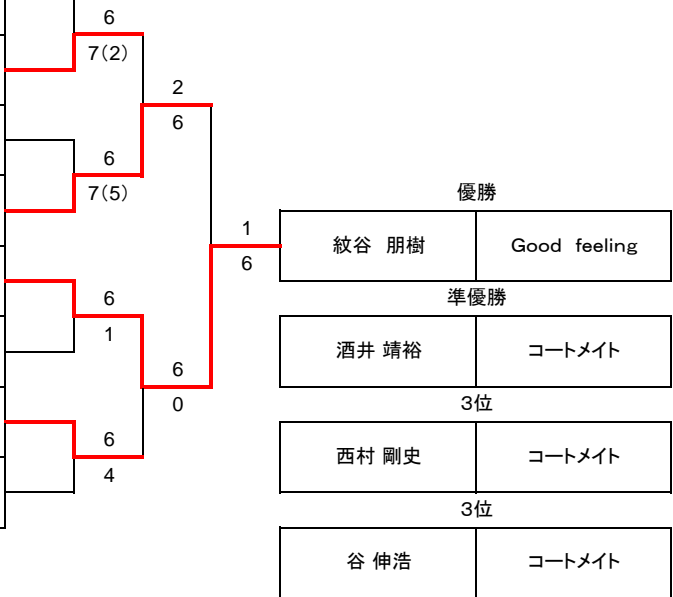 6
7(2)
2
6
6
7(5)
優勝
1
6
紋谷　朋樹
Good　feeling
準優勝
6
1
酒井 靖裕
コートメイト
6
0
3位
6
4
西村 剛史
コートメイト
3位
谷 伸浩
コートメイト